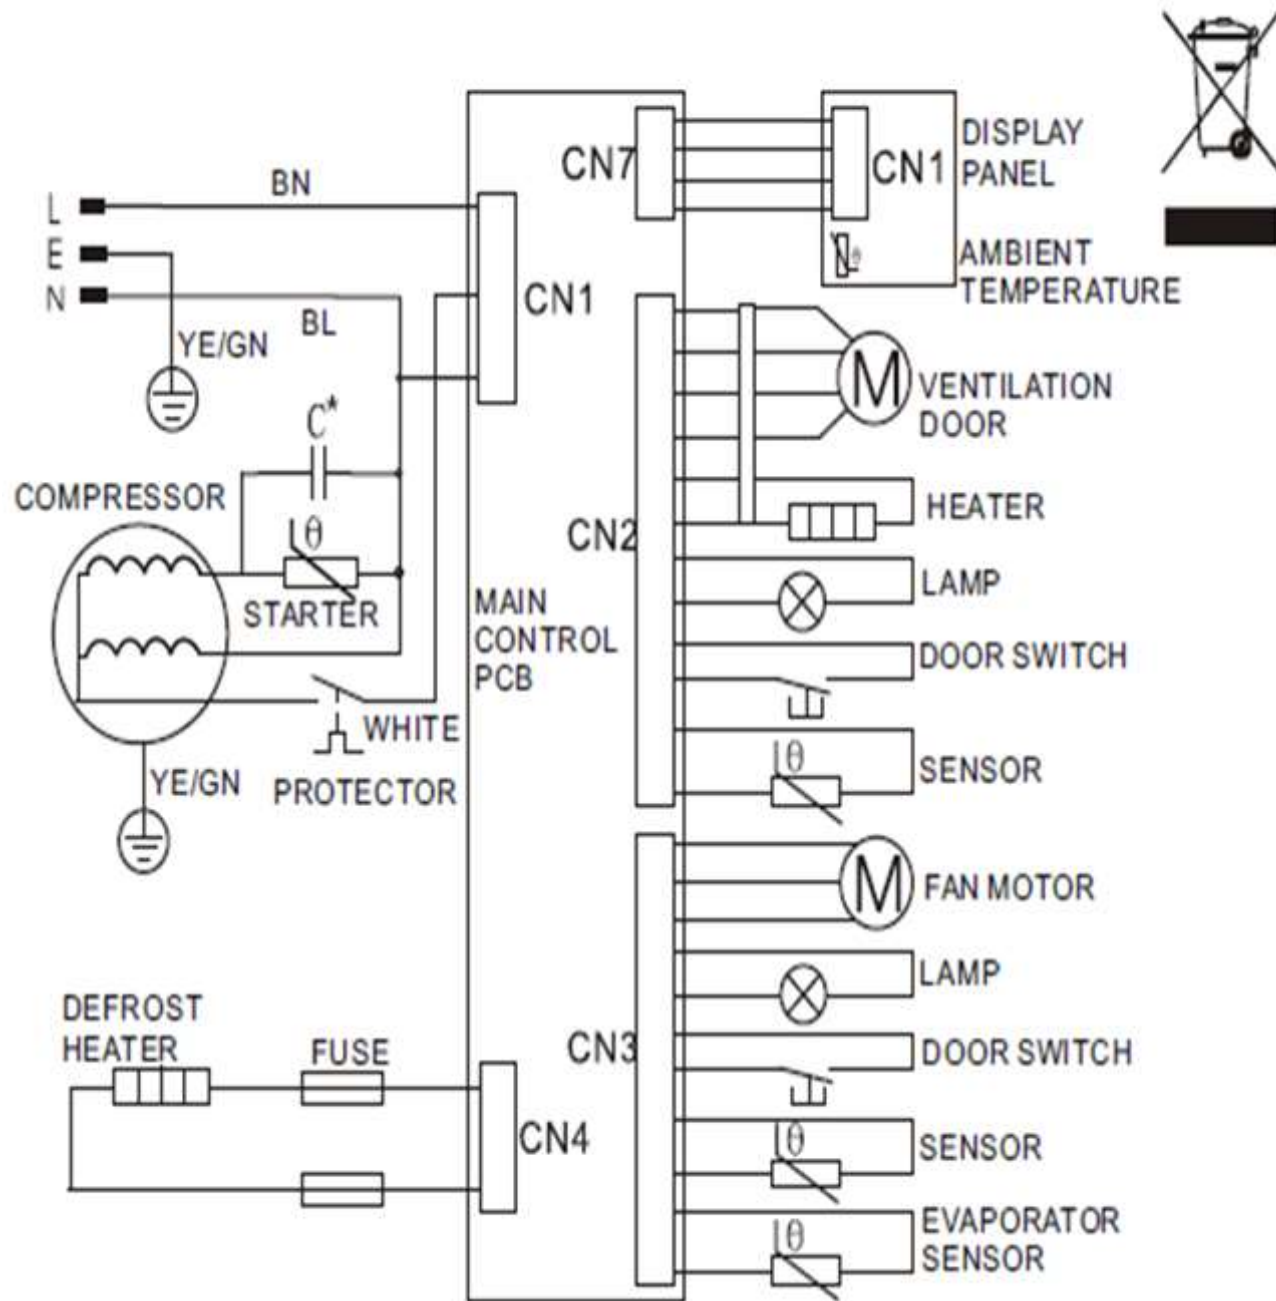 CN7
CN1
DISPLAY
PANEL
AMBIENT
TEMPERATURE
L
BN
E
N
BL
CN1
YE/GN
C*
COMPRESSOR
θ
STARTER
MAIN
CONTROL
PCB
WHITE
PROTECTOR
YE/GN
CN2
VENTILATION
DOOR
HEATER
LAMP
DOOR SWITCH
θ
SENSOR
M
M
FAN MOTOR
LAMP
CN3
DOOR SWITCH
θ
SENSOR
θ
EVAPORATOR
SENSOR
DEFROST
HEATER
FUSE
CN4
θ